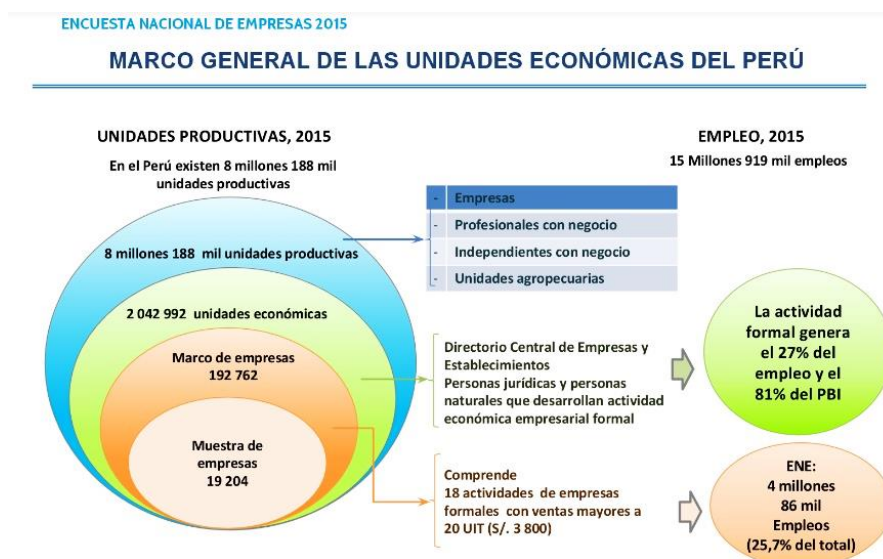 ENCUESTA NACIONAL DE EMPRESAS 2015
MARCO GENERAL DE LAS UNIDADES ECONÓMICAS DEL PERÚ
UNIDADES PRODUCTIVAS, 2015
En el Perú existen 8 millones 188 mil
unidades productivas
8 millones 188 mil unidades productivas
2 042 992 unidades económicas
Marco de empresas
192 762
Muestra de
empresas
19 204
- Empresas
- Profesionales con negocio
- Independientes con negocio
- Unidades agropecuarias
Directorio Central de Empresas y
Establecimientos
Personas jurídicas y personas
naturales que desarrollan actividad
económica empresarial formal
Comprende
18 actividades de empresas
formales con ventas mayores a
20 UIT (S/. 3 800)
EMPLEO, 2015
15 Millones 919 mil empleos
La actividad
formal genera
el 27% del
empleo y el
81% del PBI
ENE:
4 millones
86 mil
Empleos
(25,7% del total)